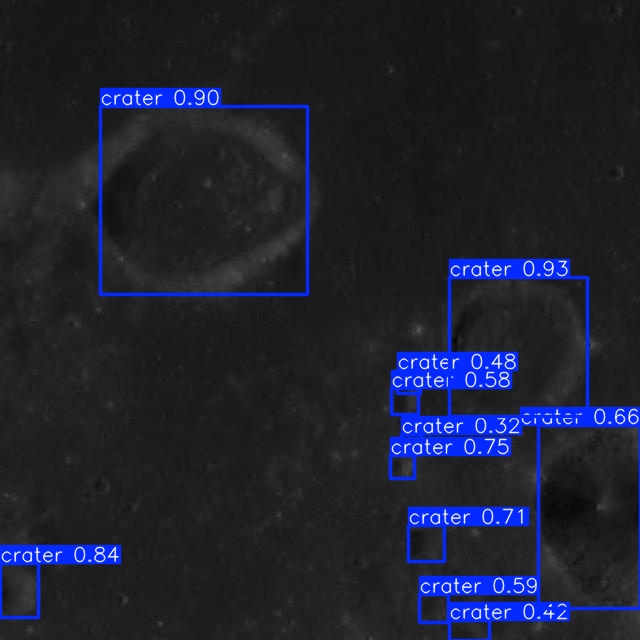 crater 0.90
crater 0.93
crater 0.48
crater 0.58
crater 0.66
crater 0.32
crater 0.75
crater 0.71
crater 0.84
crater 0.59
crater 0.42